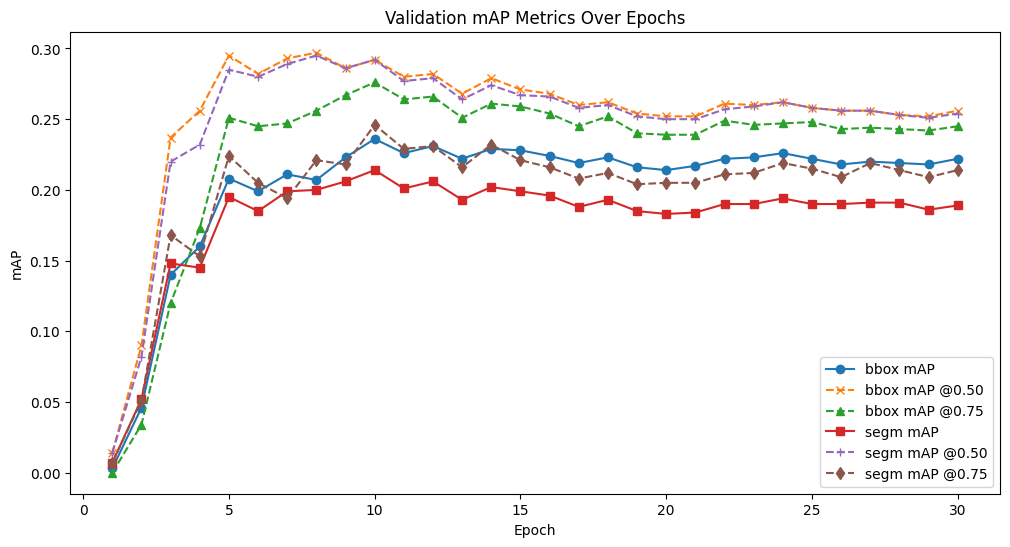 Validation mAP Metrics Over Epochs
0.30
0.25
0.20
0.15
0.10
0.05
0.00
mAP
0
5
10
15
20
25
30
Epoch
bbox mAP
bbox mAP @0.50
bbox mAP @0.75
segm mAP
segm mAP @0.50
segm mAP @0.75